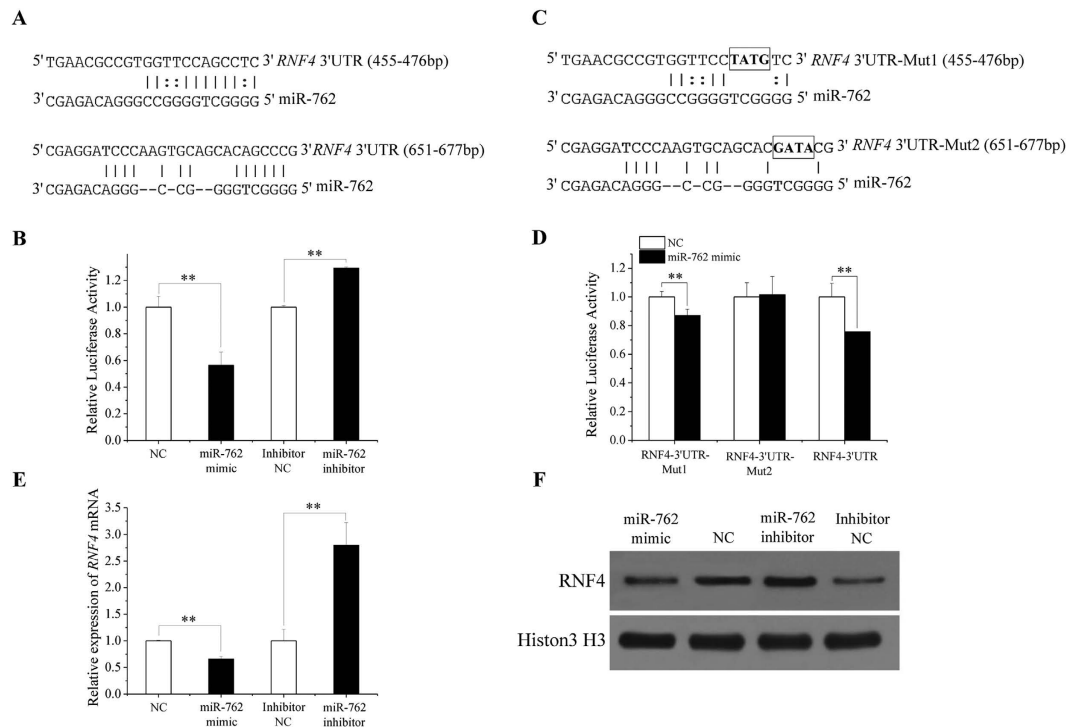 A
5' TGAACGCCGTGGTTCCAGCCTC 3' RNF4 3'UTR (455-476bp)
3' CGAGACAGGGCCGGGGTCGGGG 5' miR-762
5' CGAGGATCCCAAGTGCAGCACAGCCCG 3' RNF4 3'UTR (651-677bp)
3' CGAGACAGGG--C-CG--GGGTCGGGG 5' miR-762
C
5' TGAACGCCGTGGTTCC TATG TC 3' RNF4 3'UTR-Mut1 (455-476bp)
3' CGAGACAGGGCCGGGGTCGGGG 5' miR-762
5' CGAGGATCCCAAGTGCAGCAC GATA CG 3' RNF4 3'UTR-Mut2 (651-677bp)
3' CGAGACAGGG--C-CG--GGGTCGGGG 5' miR-762
B
Relative Luciferase Activity
1.2
1.0
0.8
0.6
0.4
0.2
0.0
**
**
NC
miR-762 mimic
Inhibitor NC
miR-762 inhibitor
D
NC
miR-762 mimic
Relative Luciferase Activity
1.2
1.0
0.8
0.6
0.4
0.2
0.0
**
**
RNF4-3'UTR-Mut1
RNF4-3'UTR-Mut2
RNF4-3'UTR
E
Relative expression of RNF4 mRNA
3.5
3.0
2.5
2.0
1.5
1.0
0.5
0.0
**
**
NC
miR-762 mimic
Inhibitor NC
miR-762 inhibitor
F
miR-762 mimic
NC
miR-762 inhibitor
Inhibitor NC
RNF4
Histon3 H3